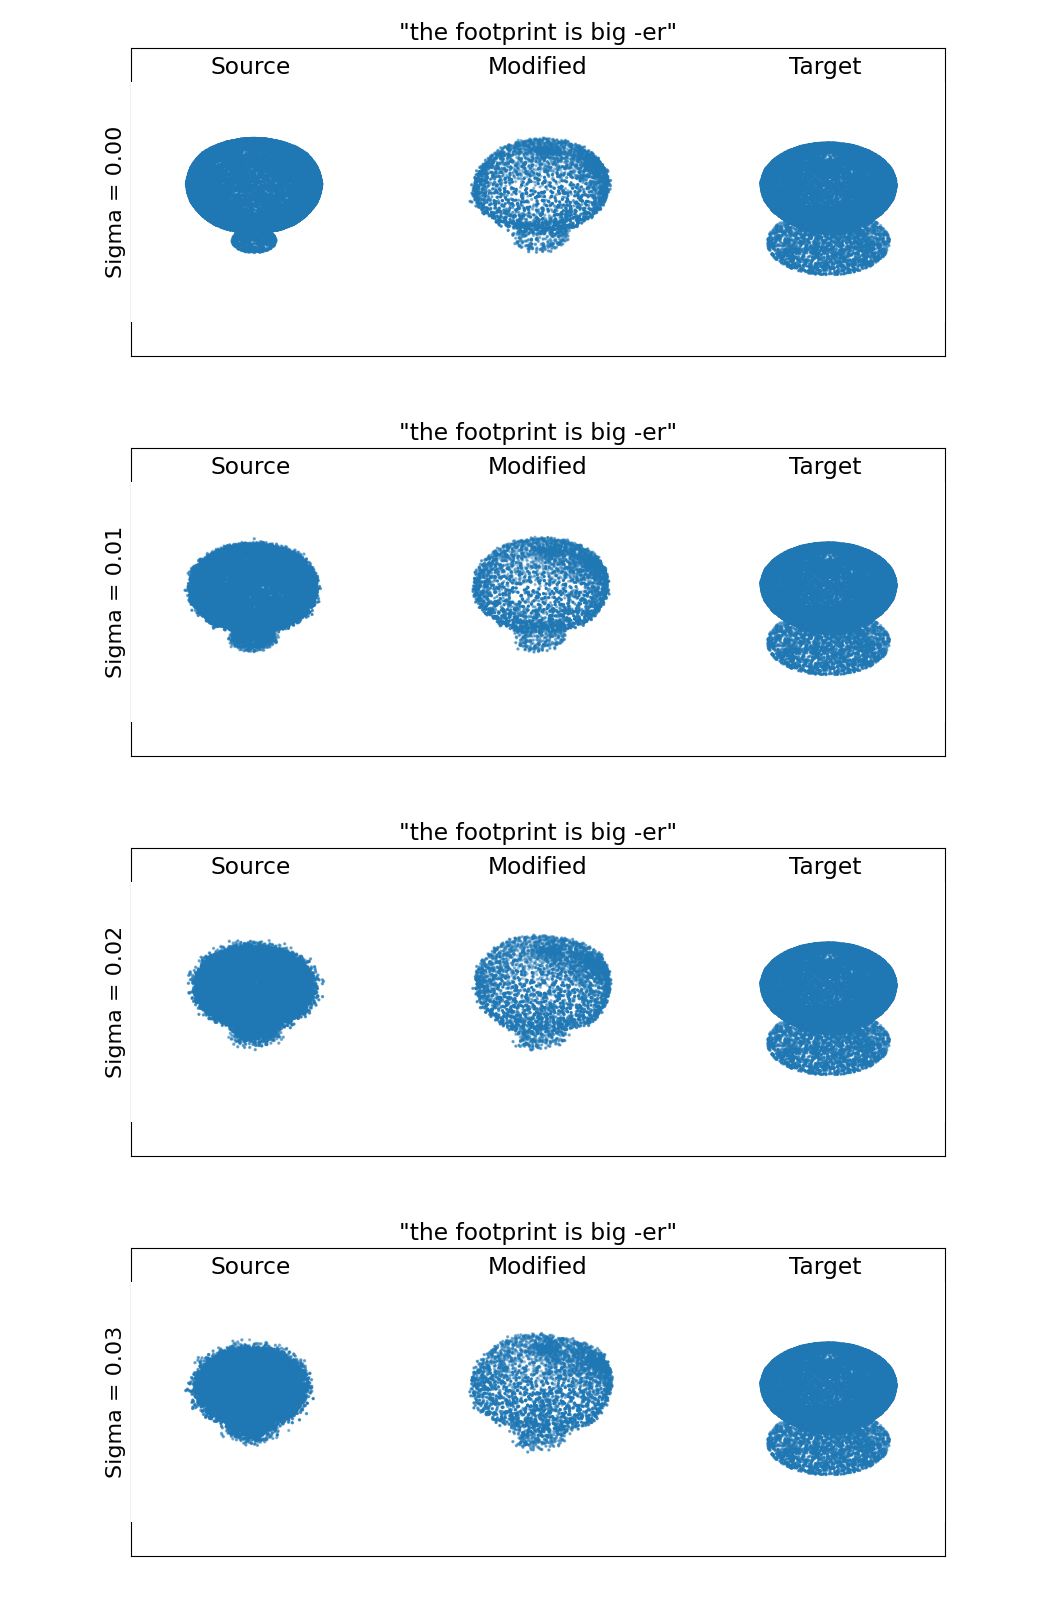 "the footprint is big -er"
Source Modified Target
Sigma = 0.00
"the footprint is big -er"
Source Modified Target
Sigma = 0.01
"the footprint is big -er"
Source Modified Target
Sigma = 0.02
"the footprint is big -er"
Source Modified Target
Sigma = 0.03